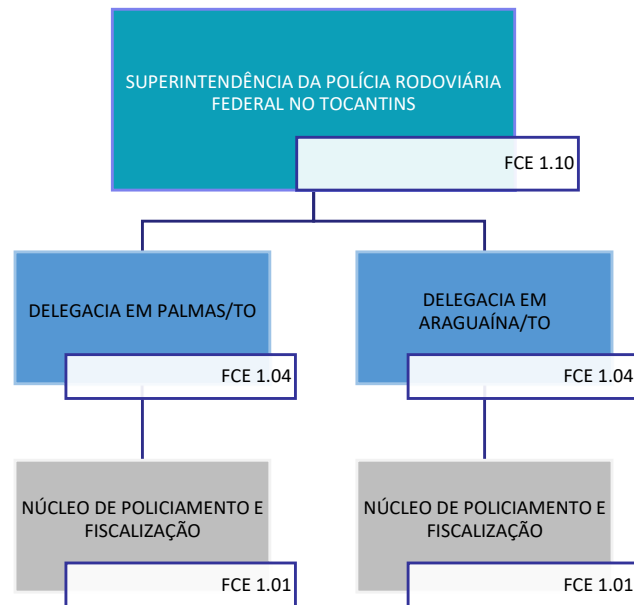 SUPERINTENDÊNCIA DA POLÍCIA RODOVIÁRIA
FEDERAL NO TOCANTINS
FCE 1.10
DELEGACIA EM PALMAS/TO
FCE 1.04
DELEGACIA EM
ARAGUAÍNA/TO
FCE 1.04
NÚCLEO DE POLICIAMENTO E
FISCALIZAÇÃO
FCE 1.01
NÚCLEO DE POLICIAMENTO E
FISCALIZAÇÃO
FCE 1.01